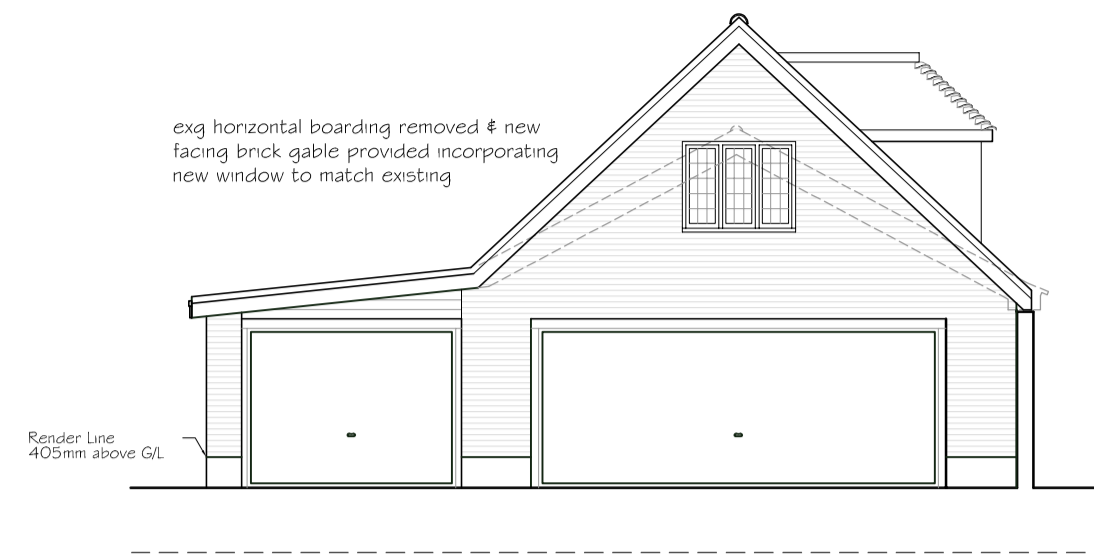 exg horizontal boarding removed & new
facing brick gable provided incorporating
new window to match existing
Render Line
405mm above G/L